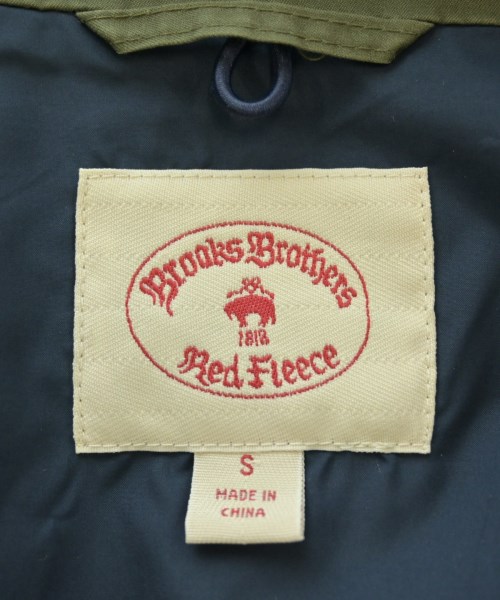 Brooks Brothers
1818
Red Fleece
S
MADE IN
CHINA